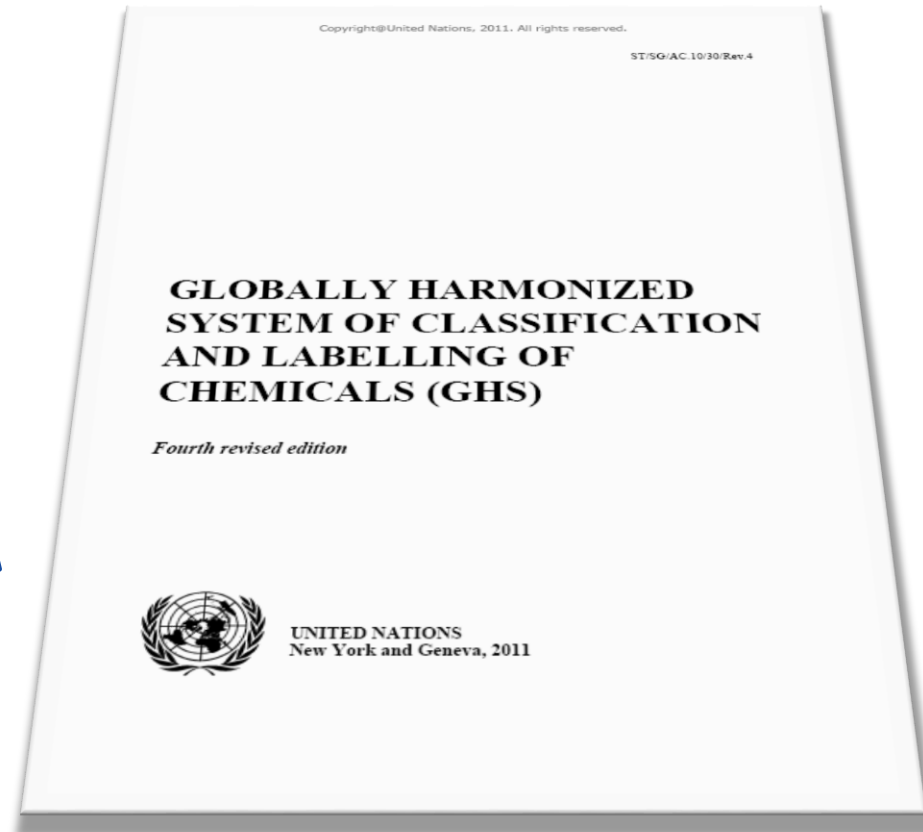 Copyright@United Nations, 2011. All rights reserved.
ST/SG/AC.10/30/Rev.4
GLOBALLY HARMONIZED
SYSTEM OF CLASSIFICATION
AND LABELLING OF
CHEMICALS (GHS)
Fourth revised edition
UNITED NATIONS
New York and Geneva, 2011